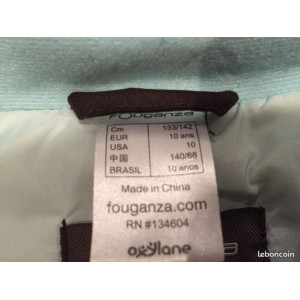 Fouganza
Cm 133/142
EUR 10 ans
USA 10
中国 140/68
BRASIL 10 anos
Made in China
fouganza.com
RN #134604
oxylane
leboncoin